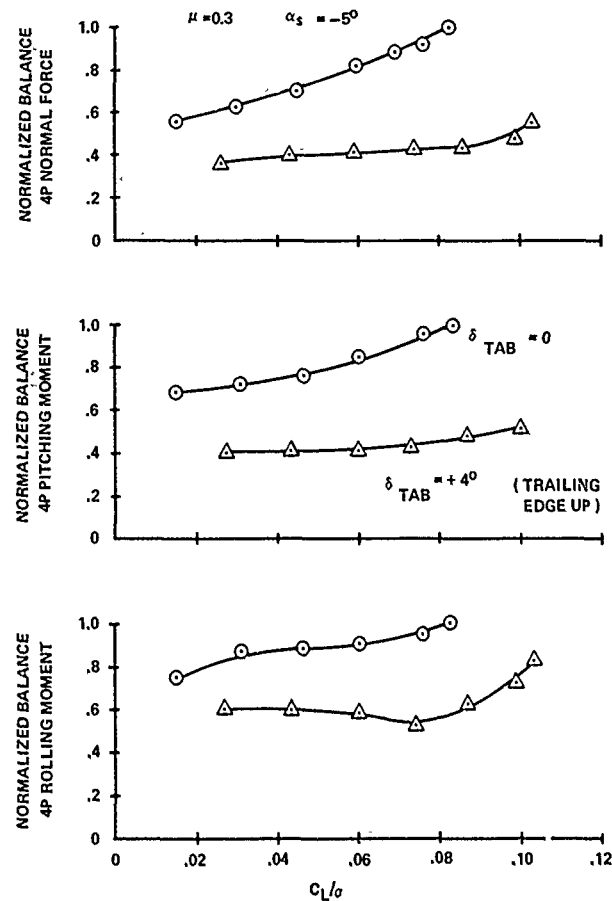 μ = 0.3 α_S = −5°
NORMALIZED BALANCE
4P NORMAL FORCE
1.0
.8
.6
.4
.2
0
NORMALIZED BALANCE
4P PITCHING MOMENT
1.0
.8
.6
.4
.2
0
δ TAB = 0
δ TAB = +4° (TRAILING
EDGE UP)
NORMALIZED BALANCE
4P ROLLING MOMENT
1.0
.8
.6
.4
.2
0
0 .02 .04 .06 .08 .10 .12
C_L/σ